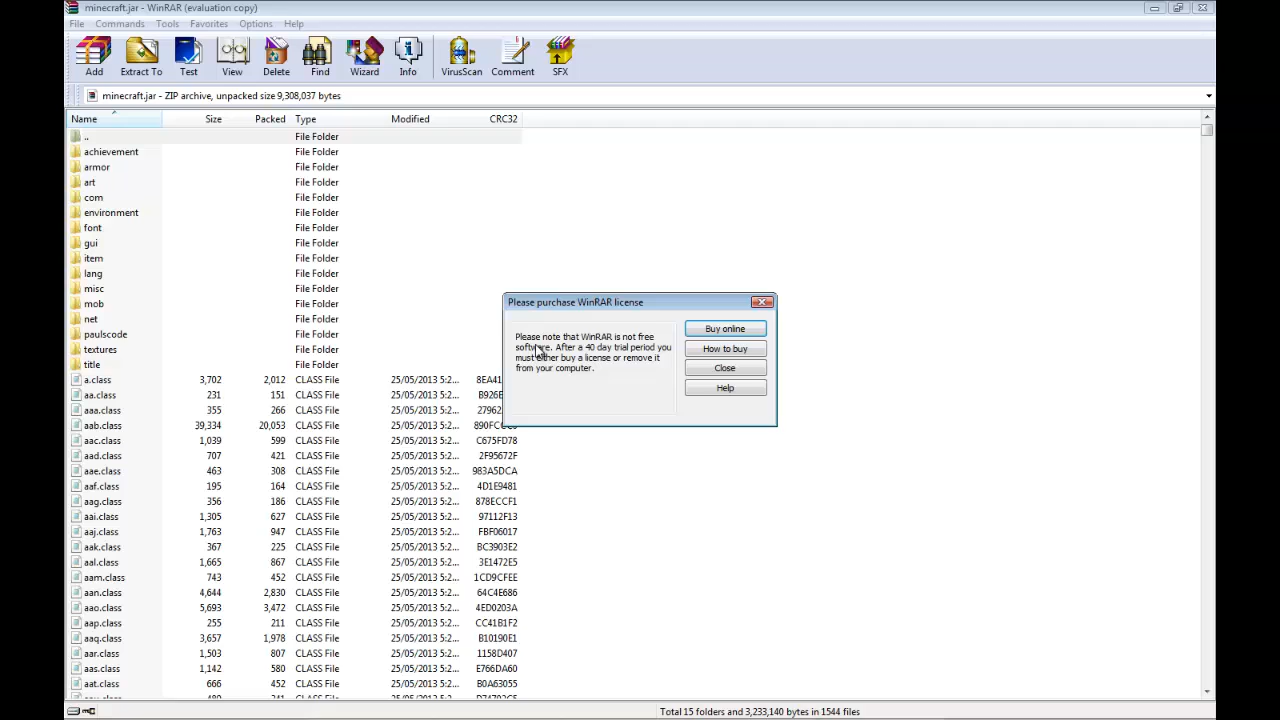 minecraft.jar - WinRAR (evaluation copy)
File Commands Tools Favorites Options Help
Add Extract To Test View Delete Find Wizard Info VirusScan Comment SFX
minecraft.jar - ZIP archive, unpacked size 9,308,037 bytes
Name Size Packed Type Modified CRC32
.. File Folder
achievement File Folder
armor File Folder
art File Folder
com File Folder
environment File Folder
font File Folder
gui File Folder
item File Folder
lang File Folder
misc File Folder
mob File Folder
net File Folder
paulscode File Folder
textures File Folder
title File Folder
a.class 3,702 2,012 CLASS File 25/05/2013 5:2... 8EA41
aa.class 231 151 CLASS File 25/05/2013 5:2... B926E
aaa.class 355 266 CLASS File 25/05/2013 5:2... 27962
aab.class 39,334 20,053 CLASS File 25/05/2013 5:2...
aac.class 1,039 599 CLASS File 25/05/2013 5:2... C675FD78
aad.class 707 421 CLASS File 25/05/2013 5:2... 2F95672F
aae.class 463 308 CLASS File 25/05/2013 5:2... 983A5DCA
aaf.class 195 164 CLASS File 25/05/2013 5:2... 4D1E9481
aag.class 356 186 CLASS File 25/05/2013 5:2... 878ECCF1
aai.class 1,305 627 CLASS File 25/05/2013 5:2... 97112F13
aaj.class 1,763 947 CLASS File 25/05/2013 5:2... FBF06017
aak.class 367 225 CLASS File 25/05/2013 5:2... BC3903E2
aal.class 1,665 867 CLASS File 25/05/2013 5:2... 3E1472E5
aam.class 743 452 CLASS File 25/05/2013 5:2... 1CD9CFEE
aan.class 4,644 2,830 CLASS File 25/05/2013 5:2... 64C4E686
aao.class 5,693 3,472 CLASS File 25/05/2013 5:2... 4ED0203A
aap.class 255 211 CLASS File 25/05/2013 5:2... CC41B1F2
aaq.class 3,657 1,978 CLASS File 25/05/2013 5:2... B10190E1
aar.class 1,503 807 CLASS File 25/05/2013 5:2... 1158D407
aas.class 1,142 580 CLASS File 25/05/2013 5:2... E766DA60
aat.class 666 452 CLASS File 25/05/2013 5:2... B0A63055
Please purchase WinRAR license
Please note that WinRAR is not free
software. After a 40 day trial period you
must either buy a license or remove it
from your computer.
Buy online
How to buy
Close
Help
Total 15 folders and 3,233,140 bytes in 1544 files